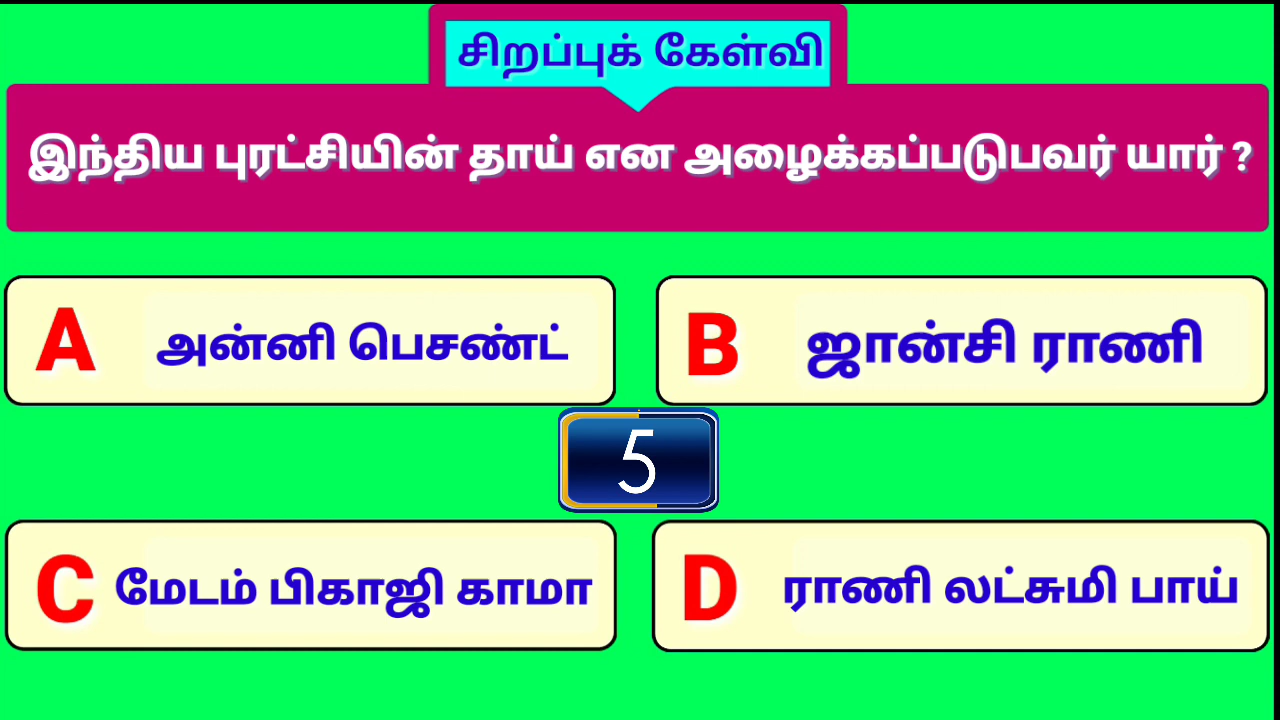 சிறப்புக் கேள்வி
இந்திய புரட்சியின் தாய் என அழைக்கப்படுபவர் யார் ?
A அன்னி பெசண்ட்
B ஜான்சி ராணி
5
C மேடம் பிகாஜி காமா
D ராணி லட்சுமி பாய்